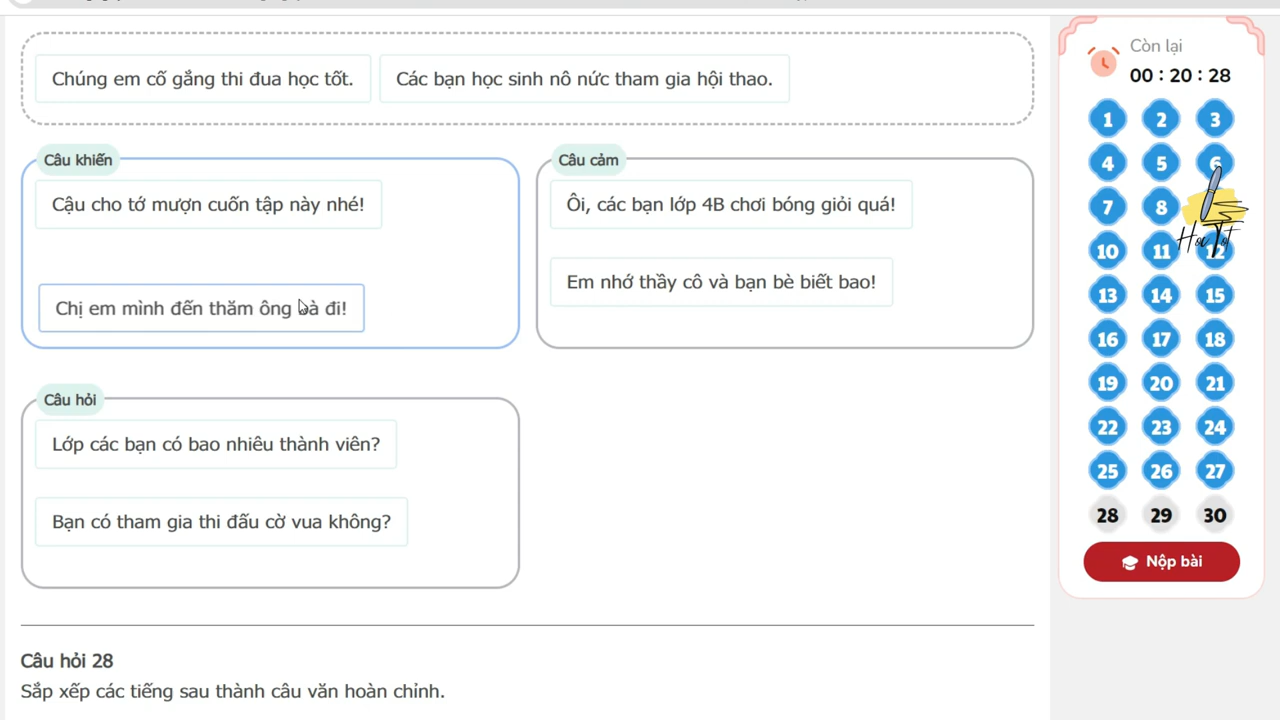 Chúng em cố gắng thi đua học tốt.
Các bạn học sinh nô nức tham gia hội thao.
Câu khiến
Cậu cho tớ mượn cuốn tập này nhé!
Chị em mình đến thăm ông bà đi!
Câu cảm
Ôi, các bạn lớp 4B chơi bóng giỏi quá!
Em nhớ thầy cô và bạn bè biết bao!
Câu hỏi
Lớp các bạn có bao nhiêu thành viên?
Bạn có tham gia thi đấu cờ vua không?
Câu hỏi 28
Sắp xếp các tiếng sau thành câu văn hoàn chỉnh.
Còn lại
00 : 20 : 28
1 2 3
4 5 6
7 8
Học Tốt
10 11 12
13 14 15
16 17 18
19 20 21
22 23 24
25 26 27
28 29 30
Nộp bài